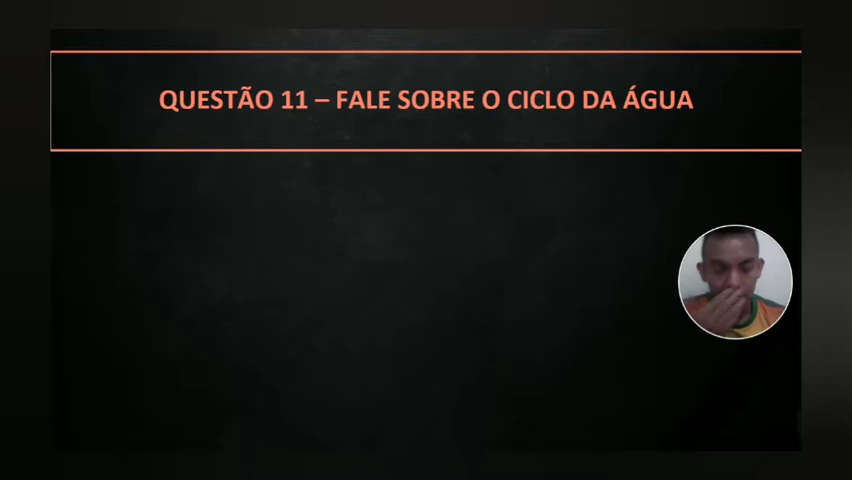 QUESTÃO 11 – FALE SOBRE O CICLO DA ÁGUA